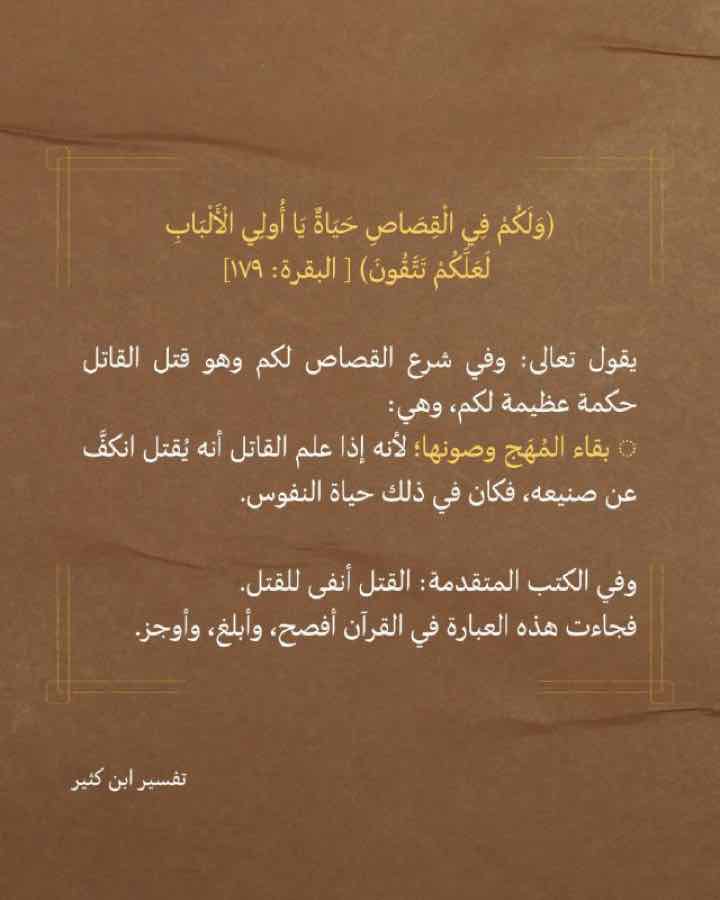 ﴿وَلَكُمْ فِي الْقِصَاصِ حَيَاةٌ يَا أُولِي الْأَلْبَابِ
لَعَلَّكُمْ تَتَّقُونَ﴾ [ البقرة: ١٧٩]
يقول تعالى: وفي شرع القصاص لكم وهو قتل القاتل
حكمة عظيمة لكم، وهي:
بقاء المُهَج وصونها؛ لأنه إذا علم القاتل أنه يُقتل انكفَّ
عن صنيعه، فكان في ذلك حياة النفوس.
وفي الكتب المتقدمة: القتل أنفى للقتل.
فجاءت هذه العبارة في القرآن أفصح، وأبلغ، وأوجز.
تفسير ابن كثير